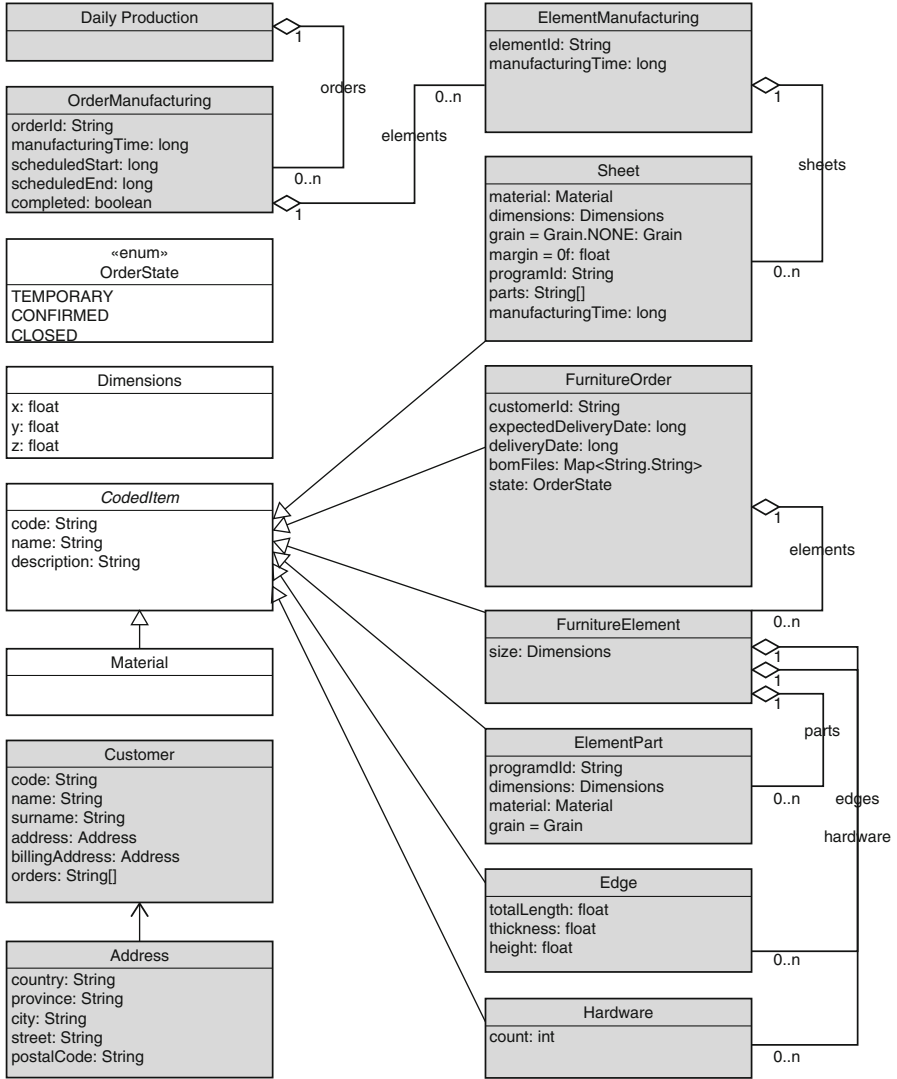 Daily Production
1
orders
0..n
OrderManufacturing
orderId: String
manufacturingTime: long
scheduledStart: long
scheduledEnd: long
completed: boolean
1
elements
0..n
«enum»
OrderState
TEMPORARY
CONFIRMED
CLOSED
Dimensions
x: float
y: float
z: float
CodedItem
code: String
name: String
description: String
Material
Customer
code: String
name: String
surname: String
address: Address
billingAddress: Address
orders: String[]
Address
country: String
province: String
city: String
street: String
postalCode: String
ElementManufacturing
elementId: String
manufacturingTime: long
1
sheets
0..n
Sheet
material: Material
dimensions: Dimensions
grain = Grain.NONE: Grain
margin = 0f: float
programId: String
parts: String[]
manufacturingTime: long
FurnitureOrder
customerId: String
expectedDeliveryDate: long
deliveryDate: long
bomFiles: Map<String.String>
state: OrderState
1
elements
0..n
FurnitureElement
size: Dimensions
1
1
1
parts
0..n
edges
hardware
ElementPart
programdId: String
dimensions: Dimensions
material: Material
grain = Grain
Edge
totalLength: float
thickness: float
height: float
0..n
Hardware
count: int
0..n